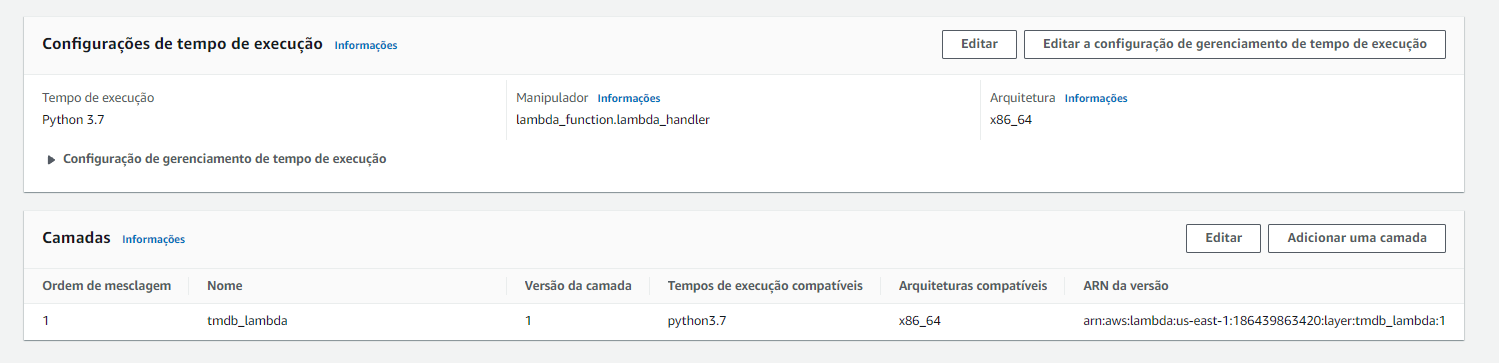 Configurações de tempo de execução Informações Editar Editar a configuração de gerenciamento de tempo de execução
Tempo de execução Manipulador Informações Arquitetura Informações
Python 3.7 lambda_function.lambda_handler x86_64
Configuração de gerenciamento de tempo de execução
Camadas Informações Editar Adicionar uma camada
Ordem de mesclagem Nome Versão da camada Tempos de execução compatíveis Arquiteturas compatíveis ARN da versão
1 tmdb_lambda 1 python3.7 x86_64 arn:aws:lambda:us-east-1:186439863420:layer:tmdb_lambda:1